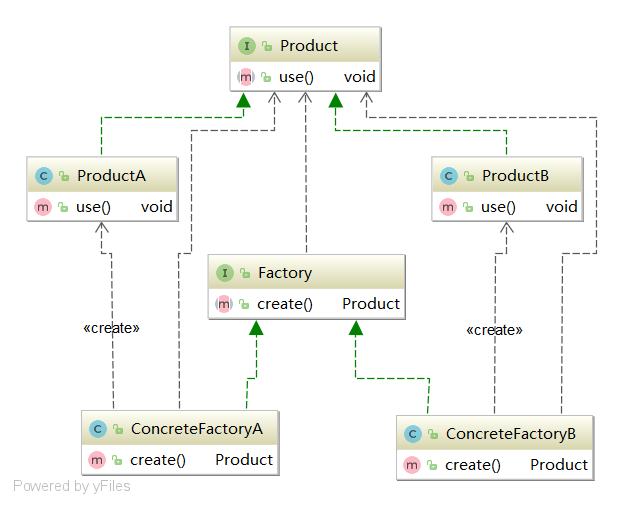 I Product
m use() void
C ProductA
m use() void
C ProductB
m use() void
I Factory
m create() Product
«create»
«create»
C ConcreteFactoryA
m create() Product
C ConcreteFactoryB
m create() Product
Powered by yFiles